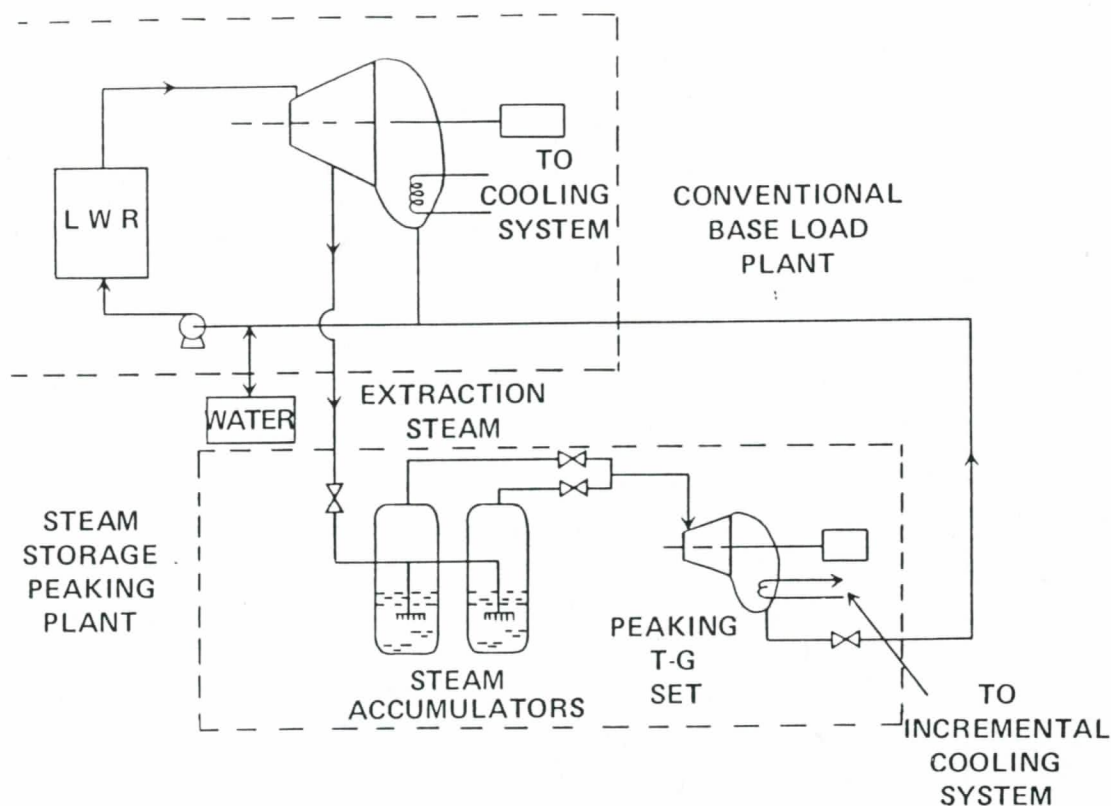 TO
COOLING
SYSTEM
LWR
CONVENTIONAL
BASE LOAD
PLANT
WATER
EXTRACTION
STEAM
STEAM
STORAGE
PEAKING
PLANT
STEAM
ACCUMULATORS
PEAKING
T-G
SET
TO
INCREMENTAL
COOLING
SYSTEM